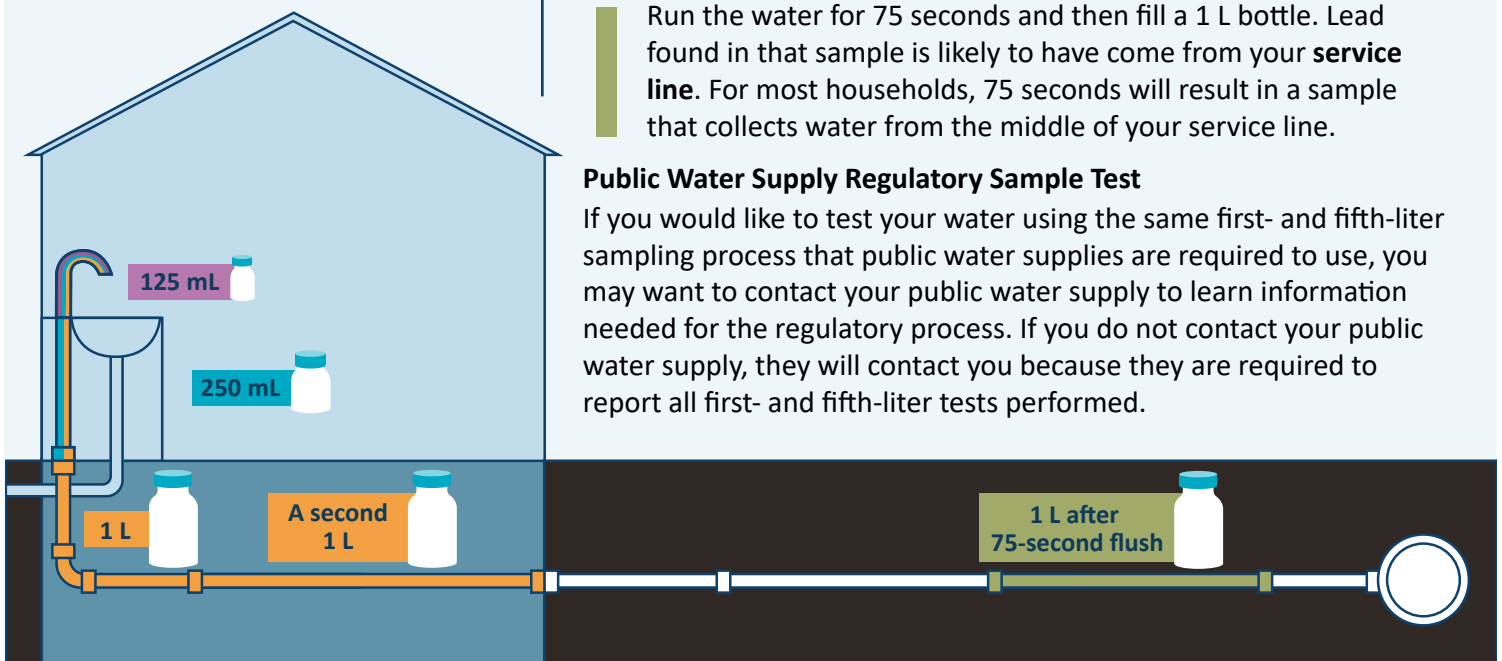 Run the water for 75 seconds and then fill a 1 L bottle. Lead
found in that sample is likely to have come from your service
line. For most households, 75 seconds will result in a sample
that collects water from the middle of your service line.
Public Water Supply Regulatory Sample Test
If you would like to test your water using the same first- and fifth-liter
sampling process that public water supplies are required to use, you
may want to contact your public water supply to learn information
needed for the regulatory process. If you do not contact your public
water supply, they will contact you because they are required to
report all first- and fifth-liter tests performed.
125 mL
250 mL
1 L
A second
1 L
1 L after
75-second flush